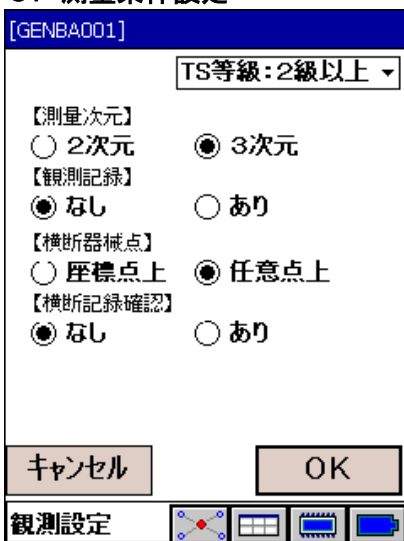 [GENBA001]
TS等級:2級以上
【測量次元】
2次元 3次元
【観測記録】
なし あり
【横断器械点】
座標点上 任意点上
【横断記録確認】
なし あり
キャンセル OK
観測設定